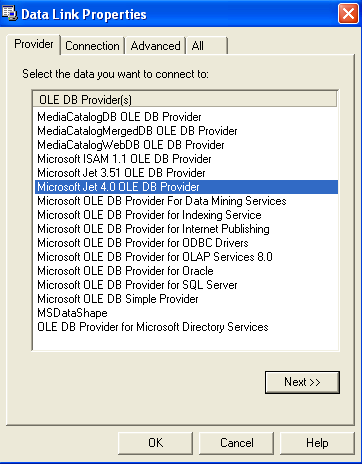 Data Link Properties
Provider Connection Advanced All
Select the data you want to connect to:
OLE DB Provider(s)
MediaCatalogDB OLE DB Provider
MediaCatalogMergedDB OLE DB Provider
MediaCatalogWebDB OLE DB Provider
Microsoft ISAM 1.1 OLE DB Provider
Microsoft Jet 3.51 OLE DB Provider
Microsoft Jet 4.0 OLE DB Provider
Microsoft OLE DB Provider For Data Mining Services
Microsoft OLE DB Provider for Indexing Service
Microsoft OLE DB Provider for Internet Publishing
Microsoft OLE DB Provider for ODBC Drivers
Microsoft OLE DB Provider for OLAP Services 8.0
Microsoft OLE DB Provider for Oracle
Microsoft OLE DB Provider for SQL Server
Microsoft OLE DB Simple Provider
MSDataShape
OLE DB Provider for Microsoft Directory Services
Next >>
OK Cancel Help